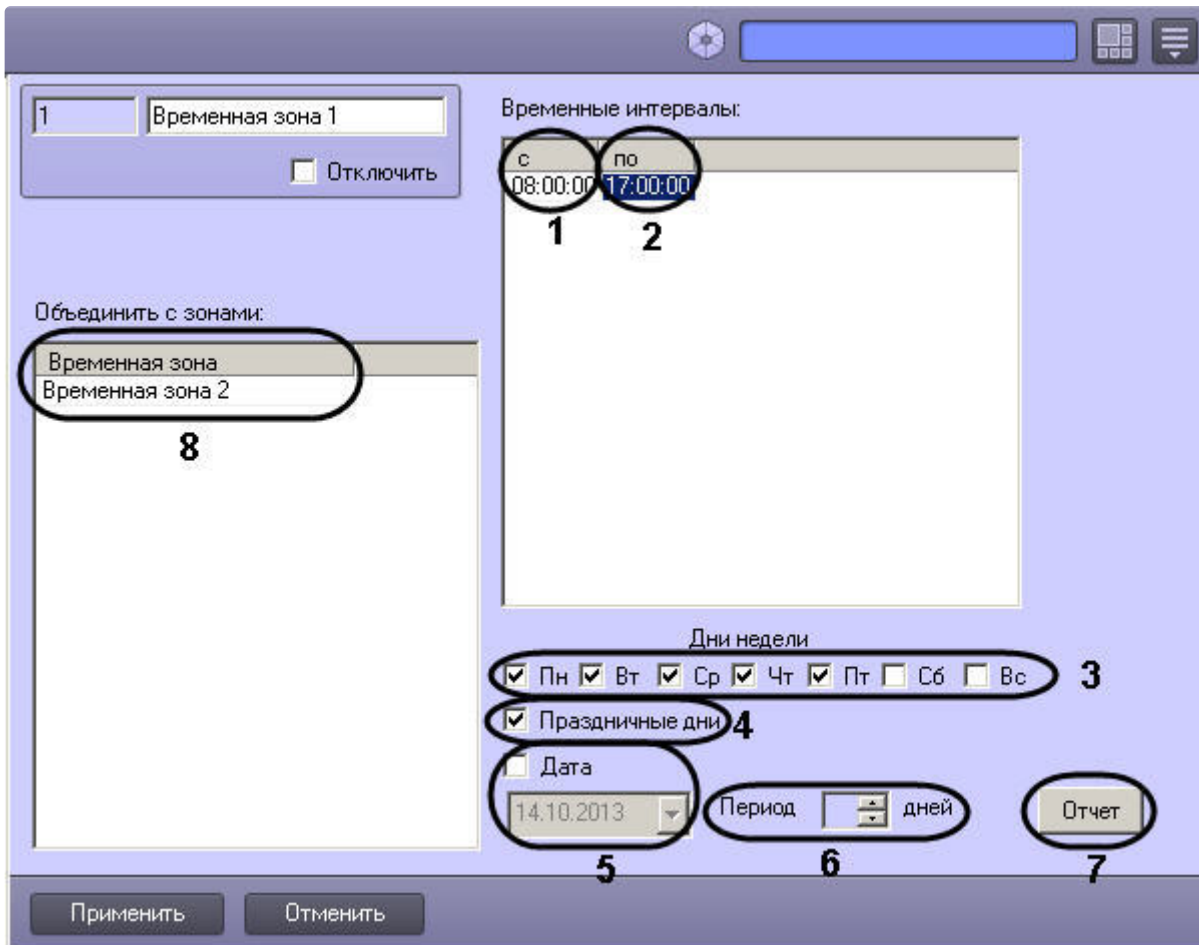 1 Временная зона 1
Отключить
Объединить с зонами:
Временная зона
Временная зона 2
8
Временные интервалы:
с по
08:00:00 17:00:00
1 2
Дни недели
Пн Вт Ср Чт Пт Сб Вс 3
Праздничные дни 4
Дата
14.10.2013 Период дней Отчет
5 6 7
Применить Отменить